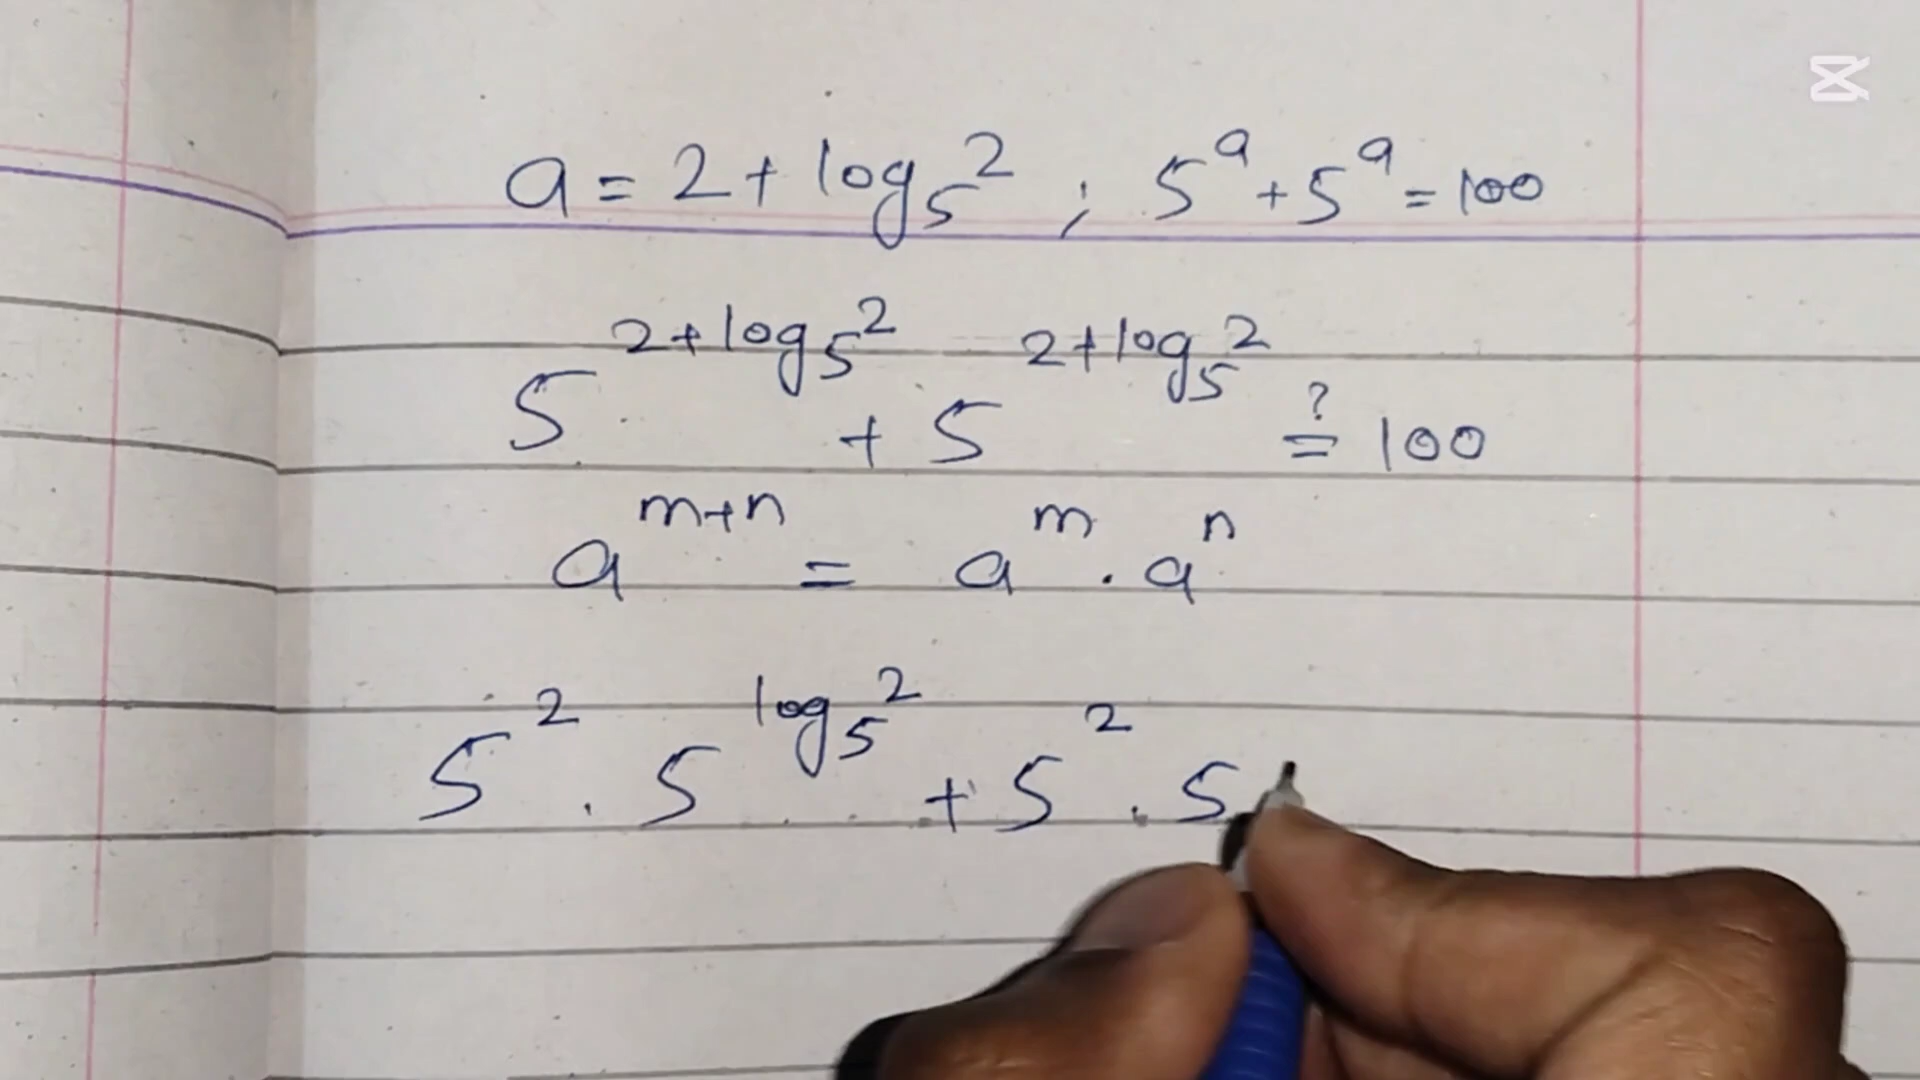 a = 2 + log₅2 ; 5ᵃ + 5ᵃ = 100
5^(2+log₅2) + 5^(2+log₅2) ≟ 100
a^(m+n) = a^m . a^n
5² . 5^(log₅2) + 5² . 5